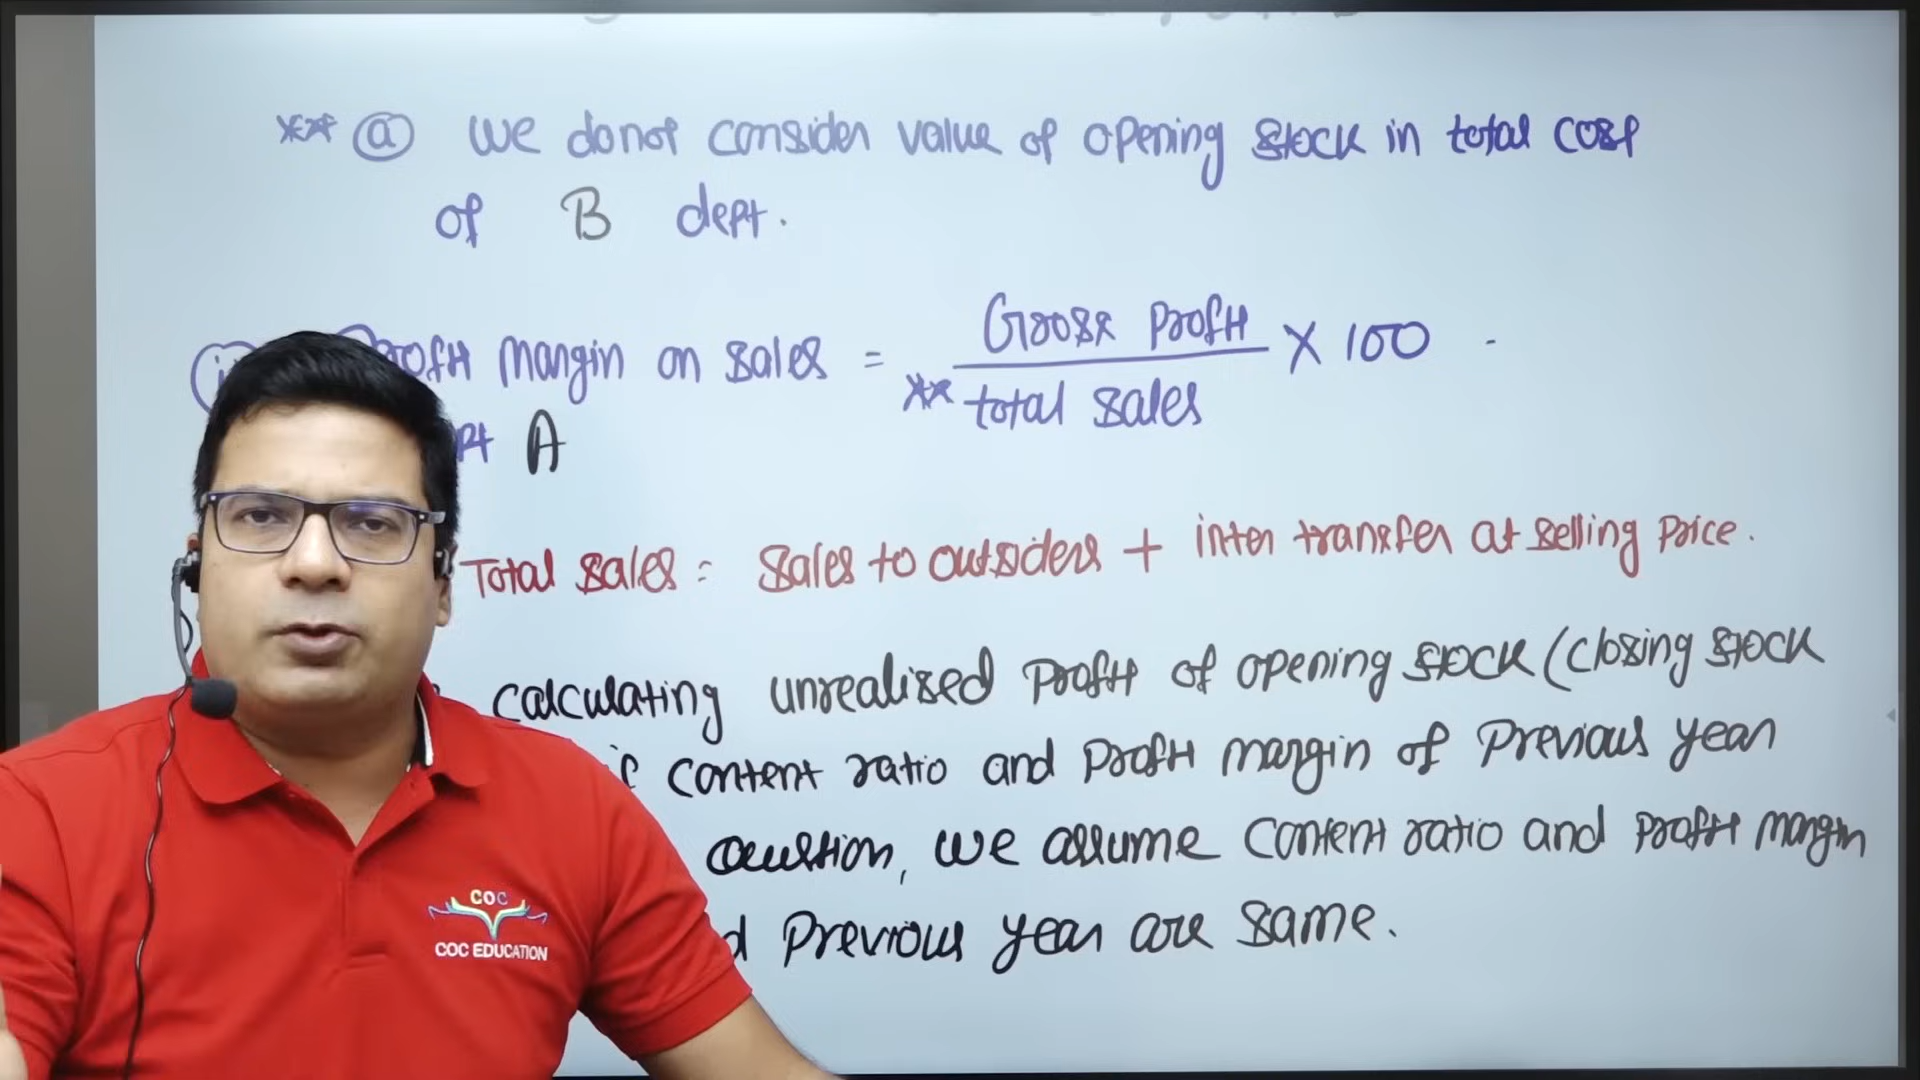 *** (a) We donot consider value of opening stock in total cost
of B dept.
Profit Margin on Sales = Gross Profit / ** total sales X 100
A
Total Sales = Sales to outsiders + inter transfer at selling Price.
calculating unrealised Profit of opening stock (closing stock
content ratio and Profit margin of Previous year
Question, we assume Content ratio and Profit margin
Previous year are same.
COC
COC EDUCATION